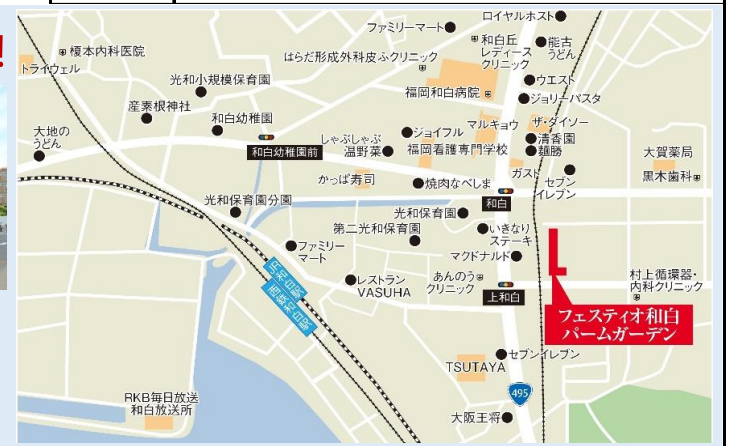 !
ロイヤルホスト
ファミリーマート
和白丘
レディース
クリニック
能古
うどん
榎本内科医院
はらだ形成外科皮ふクリニック
トライウェル
光和小規模保育園
福岡和白病院
ウエスト
ジョリーパスタ
産素根神社
和白幼稚園
大地の
うどん
ジョイフル
マルキョウ
ザ・ダイソー
しゃぶしゃぶ
温野菜
福岡看護専門学校
清香園
麺勝
和白幼稚園前
大賀薬局
黒木歯科
かっぱ寿司
焼肉なべしま
ガスト
セブン
イレブン
和白
光和保育園分園
光和保育園
第二光和保育園
いきなり
ステーキ
ファミリー
マート
マクドナルド
JR和白駅
西鉄和白駅
レストラン
VASUHA
あんのう
クリニック
上和白
村上循環器・
内科クリニック
フェスティオ和白
パームガーデン
セブンイレブン
TSUTAYA
495
RKB毎日放送
和白放送所
大阪王将